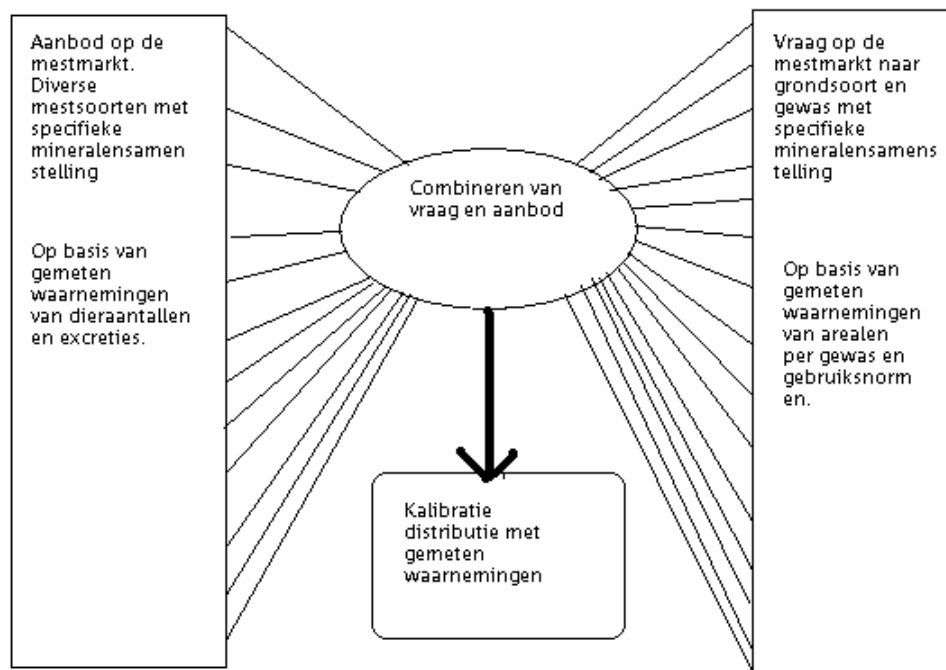 Aanbod op de
mestmarkt.
Diverse
mestsoorten met
specifieke
mineralensamen
stelling
Op basis van
gemeten
waarnemingen
van dieraantallen
en excreties.
Combineren van
vraag en aanbod
Kalibratie
distributie met
gemeten
waarnemingen
Vraag op de
mestmarkt naar
grondsoort en
gewas met
specifieke
mineralensamens
telling
Op basis van
gemeten
waarnemingen
van arealen
per gewas en
gebruiksnorm
en.